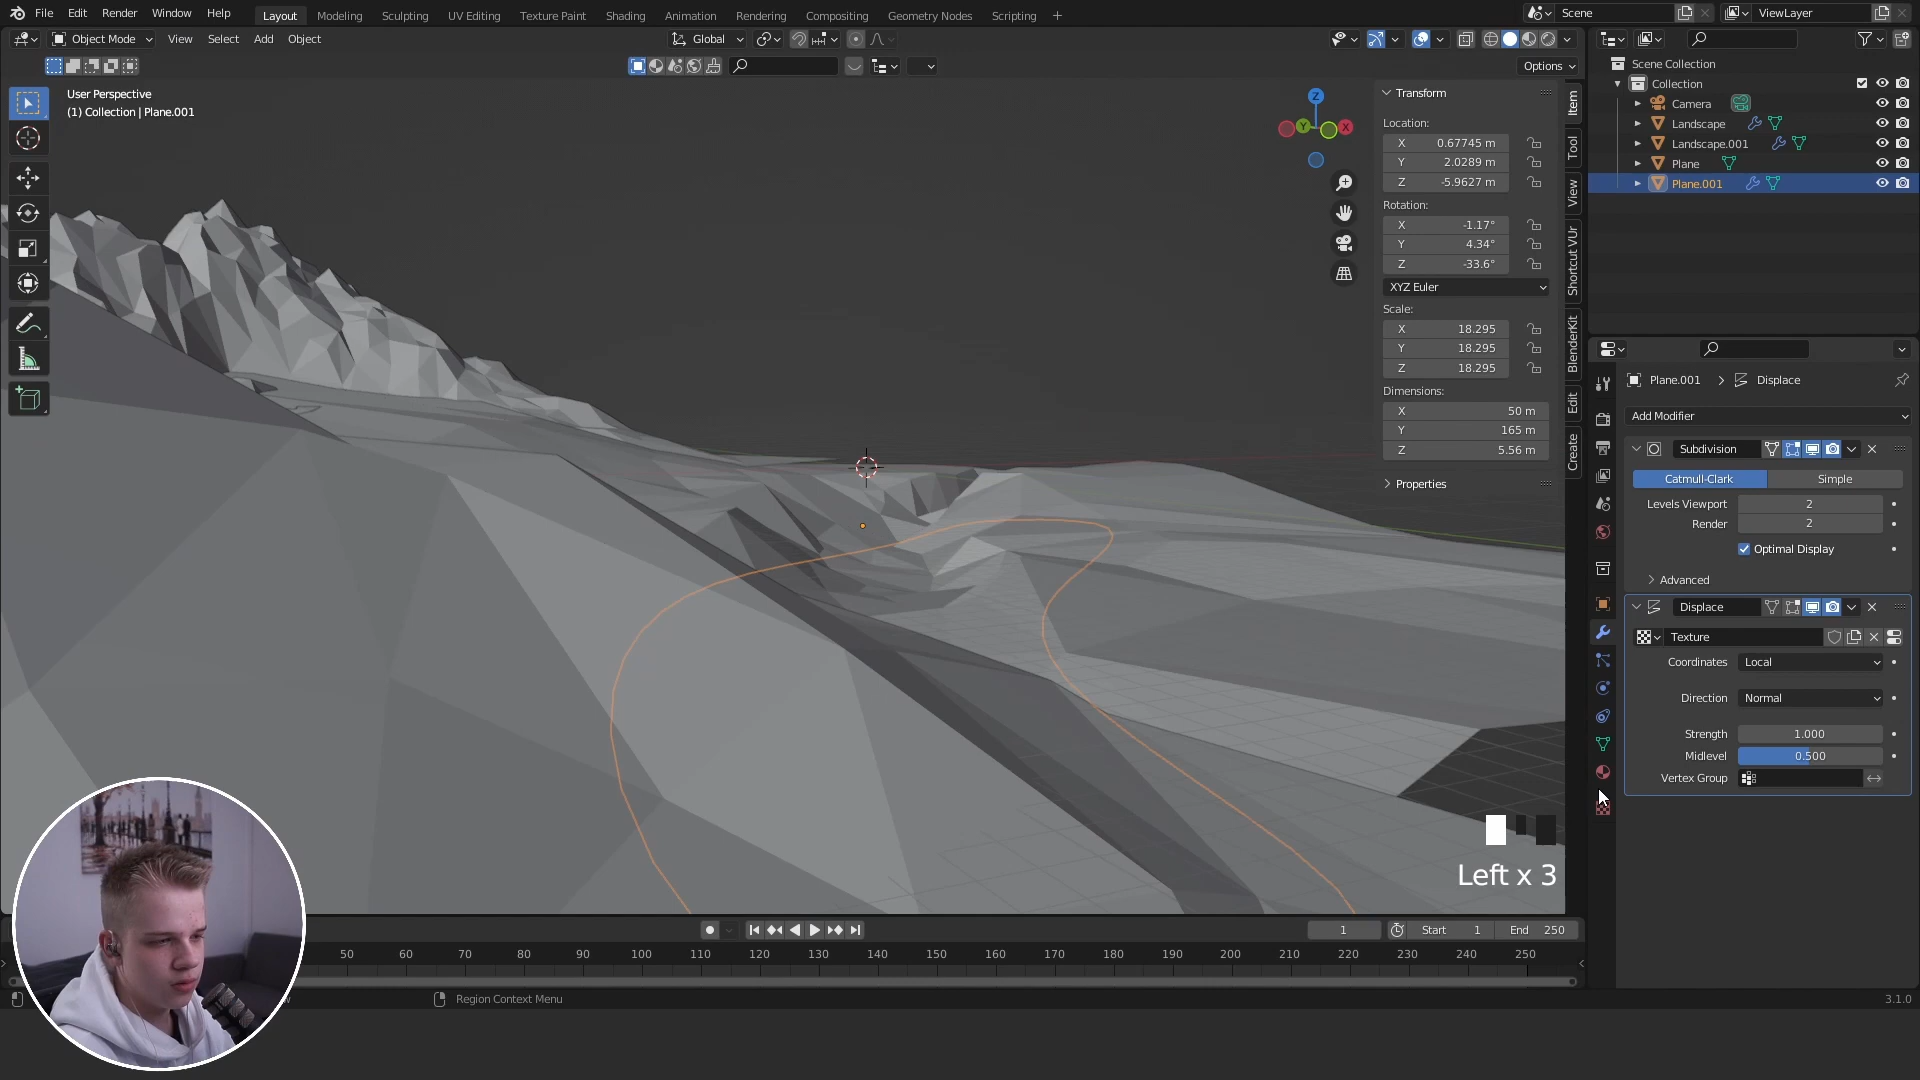 File Edit Render Window Help
Layout Modeling Sculpting UV Editing Texture Paint Shading Animation Rendering Compositing Geometry Nodes Scripting +
Scene
ViewLayer
Object Mode View Select Add Object
Global
Options
User Perspective
(1) Collection | Plane.001
Z
Y
X
Transform
Location:
X 0.67745 m
Y 2.0289 m
Z -5.9627 m
Rotation:
X -1.17°
Y 4.34°
Z -33.6°
XYZ Euler
Scale:
X 18.295
Y 18.295
Z 18.295
Dimensions:
X 50 m
Y 165 m
Z 5.56 m
Properties
Item
Tool
View
Shortcut VUr
BlenderKit
Edit
Create
Scene Collection
Collection
Camera
Landscape
Landscape.001
Plane
Plane.001
Plane.001 Displace
Add Modifier
Subdivision
Catmull-Clark Simple
Levels Viewport 2
Render 2
Optimal Display
Advanced
Displace
Texture
Coordinates Local
Direction Normal
Strength 1.000
Midlevel 0.500
Vertex Group
Left x 3
1 Start 1 End 250
50 60 70 80 90 100 110 120 130 140 150 160 170 180 190 200 210 220 230 240 250
Region Context Menu
3.1.0